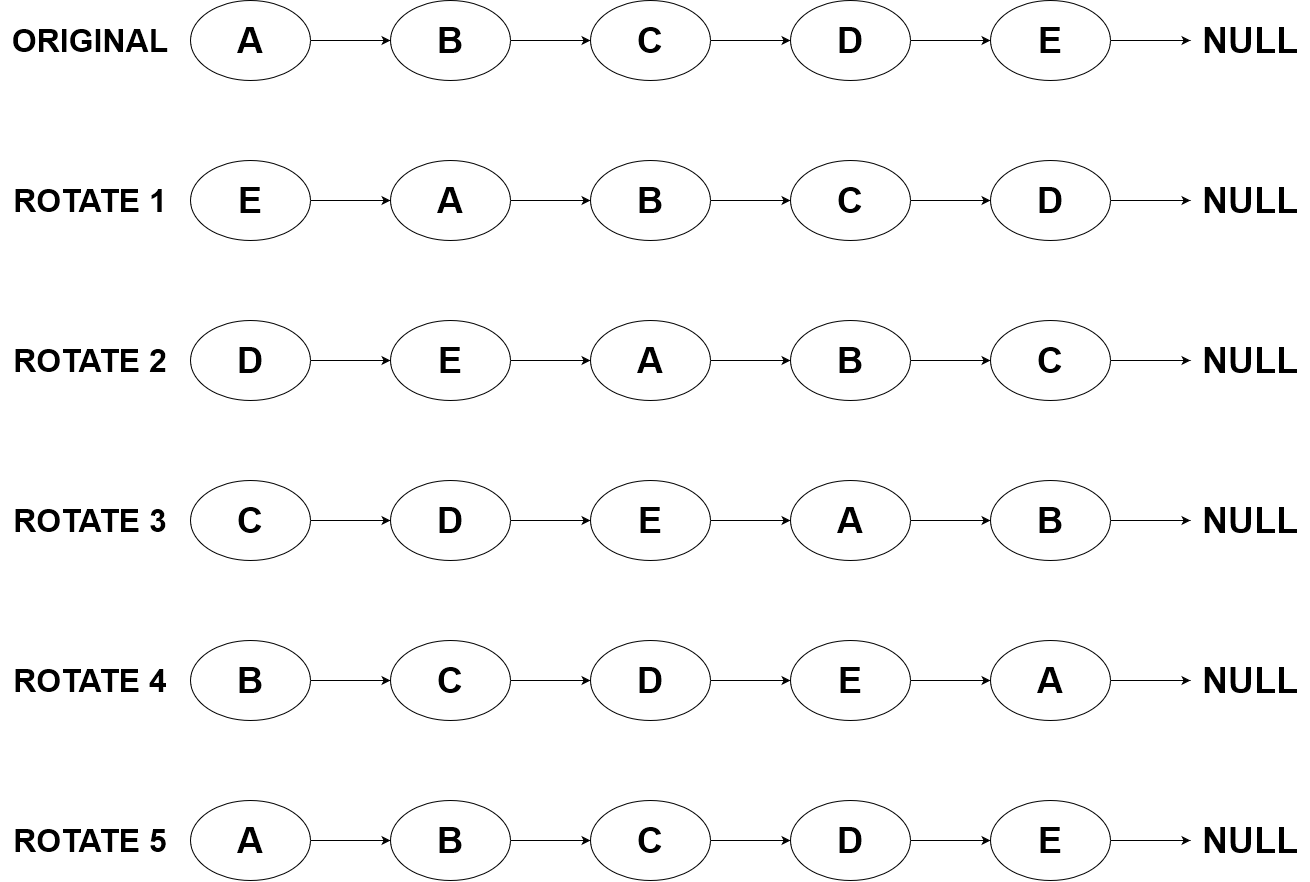 ORIGINAL A B C D E NULL
ROTATE 1 E A B C D NULL
ROTATE 2 D E A B C NULL
ROTATE 3 C D E A B NULL
ROTATE 4 B C D E A NULL
ROTATE 5 A B C D E NULL